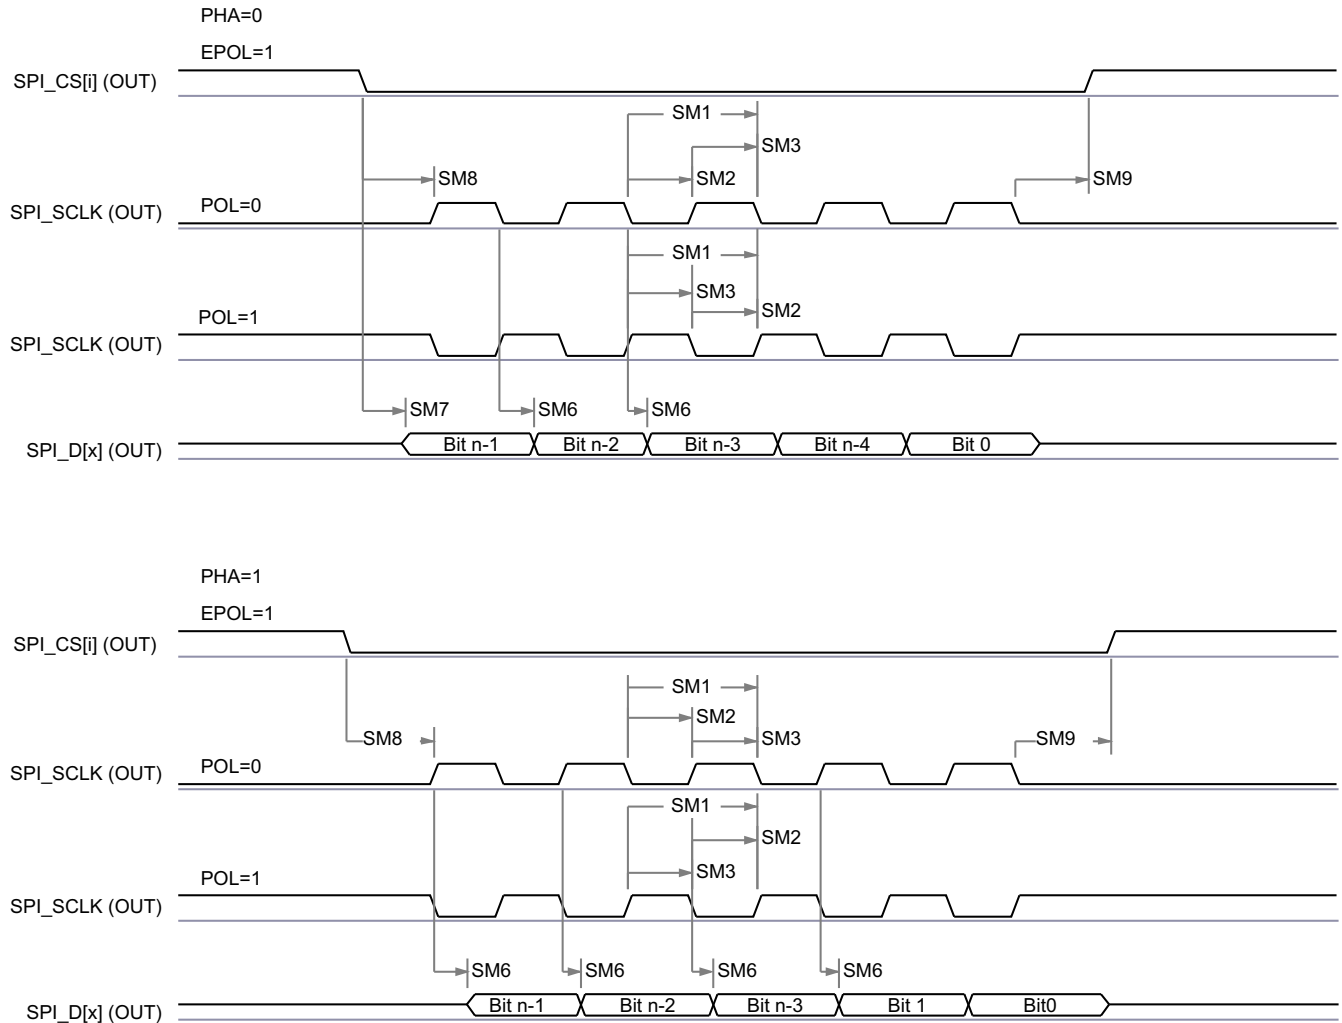 PHA=0
EPOL=1
SPI_CS[i] (OUT)
SM1
SM3
SM8
SM2
SM9
SPI_SCLK (OUT)
POL=0
SM1
SM3
SM2
POL=1
SPI_SCLK (OUT)
SM7
SM6
SM6
SPI_D[x] (OUT)
Bit n-1
Bit n-2
Bit n-3
Bit n-4
Bit 0
PHA=1
EPOL=1
SPI_CS[i] (OUT)
SM1
SM2
SM8
SM3
SM9
SPI_SCLK (OUT)
POL=0
SM1
SM2
SM3
POL=1
SPI_SCLK (OUT)
SM6
SM6
SM6
SM6
SPI_D[x] (OUT)
Bit n-1
Bit n-2
Bit n-3
Bit 1
Bit0